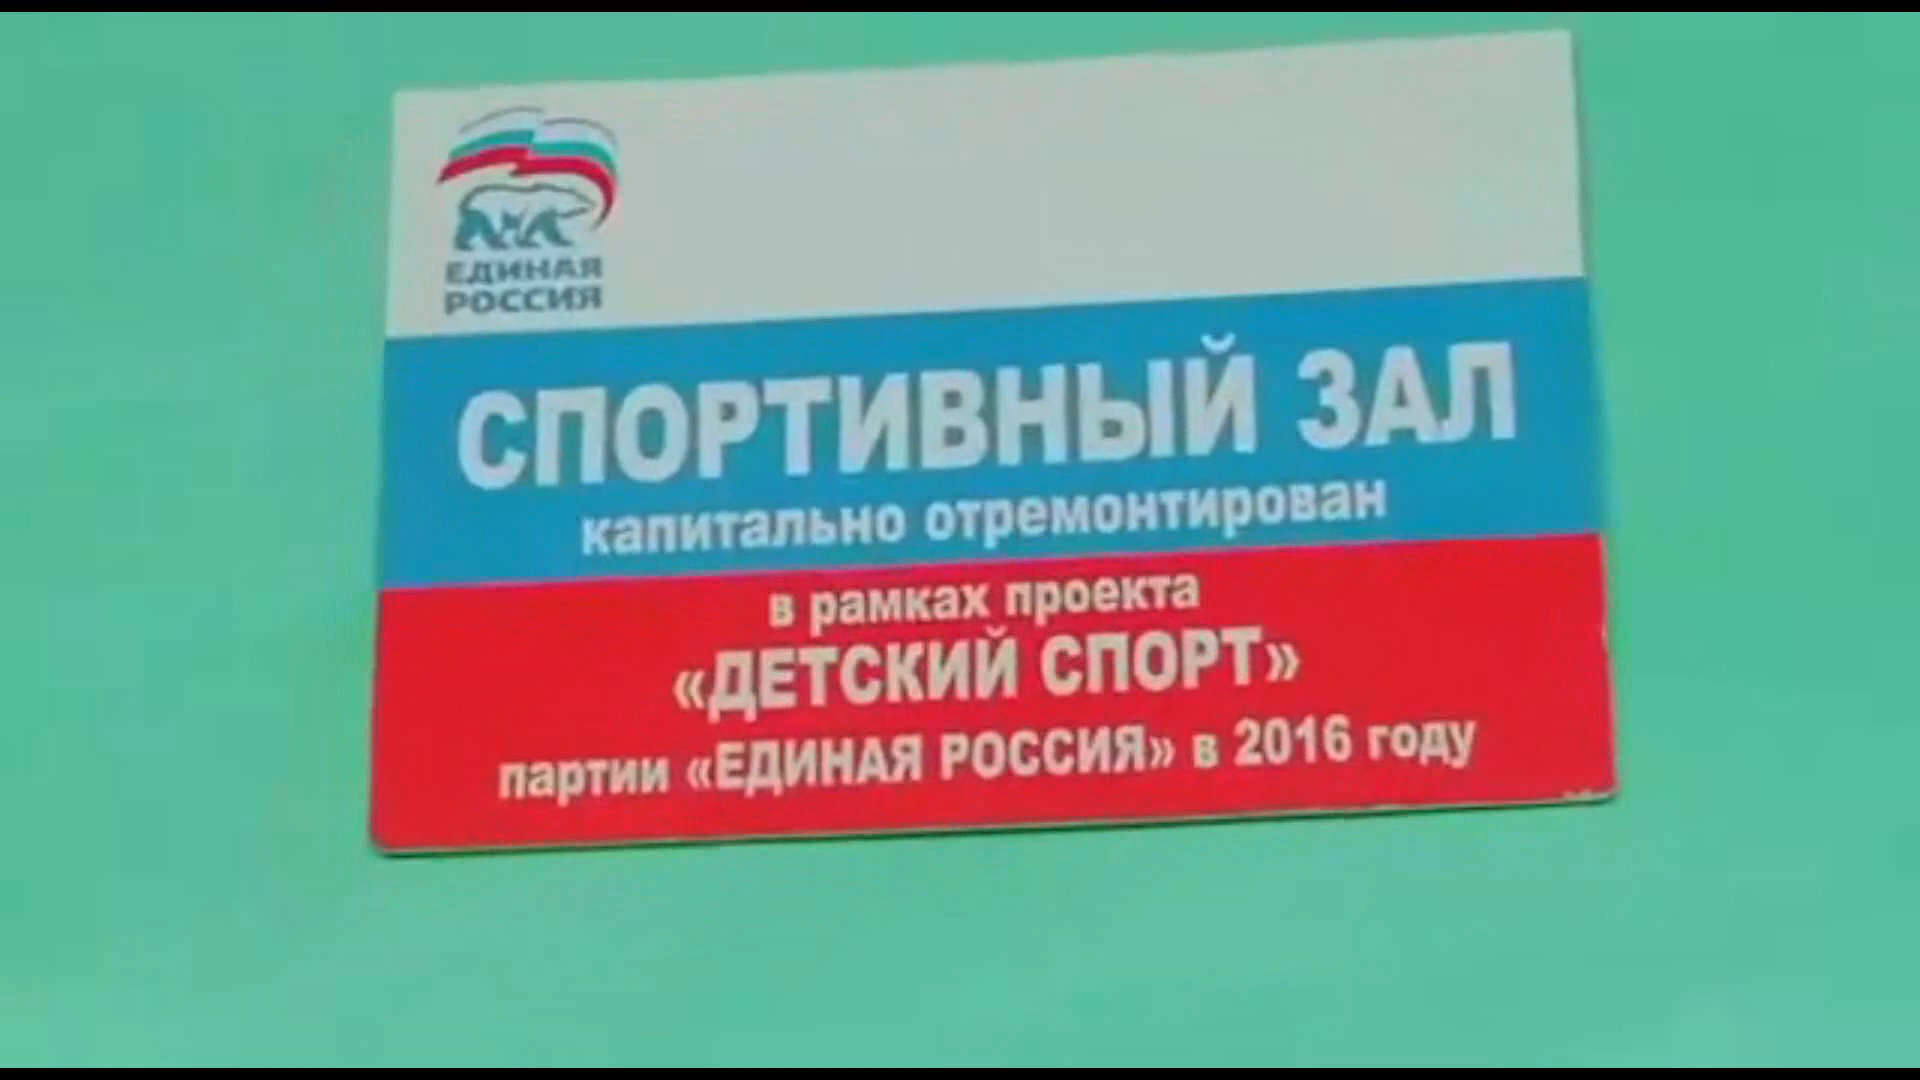 ЕДИНАЯ
РОССИЯ
СПОРТИВНЫЙ ЗАЛ
капитально отремонтирован
в рамках проекта
«ДЕТСКИЙ СПОРТ»
партии «ЕДИНАЯ РОССИЯ» в 2016 году